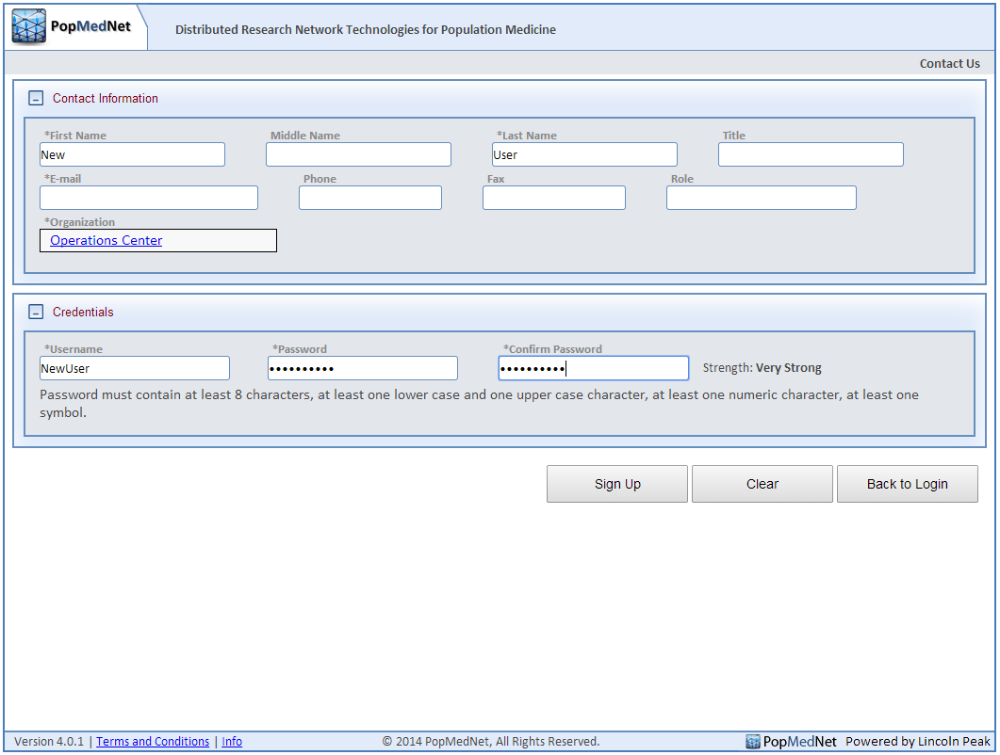 PopMedNet
Distributed Research Network Technologies for Population Medicine
Contact Us
Contact Information
*First Name Middle Name *Last Name Title
New User
*E-mail Phone Fax Role
*Organization
Operations Center
Credentials
*Username *Password *Confirm Password
NewUser •••••••••• •••••••••• Strength: Very Strong
Password must contain at least 8 characters, at least one lower case and one upper case character, at least one numeric character, at least one
symbol.
Sign Up Clear Back to Login
Version 4.0.1 | Terms and Conditions | Info © 2014 PopMedNet, All Rights Reserved. PopMedNet Powered by Lincoln Peak